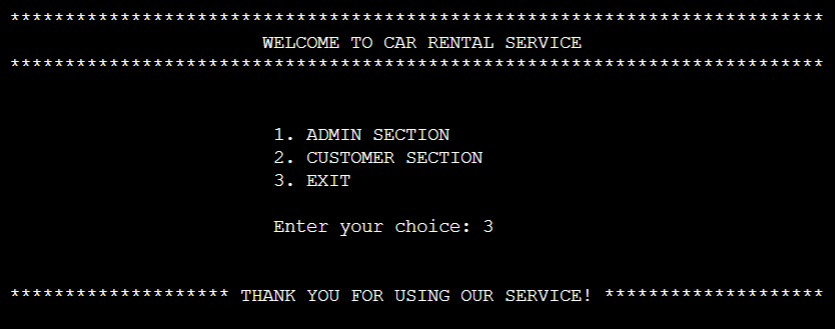 **************************************************************************
WELCOME TO CAR RENTAL SERVICE
**************************************************************************
1. ADMIN SECTION
2. CUSTOMER SECTION
3. EXIT
Enter your choice: 3
******************** THANK YOU FOR USING OUR SERVICE! ********************